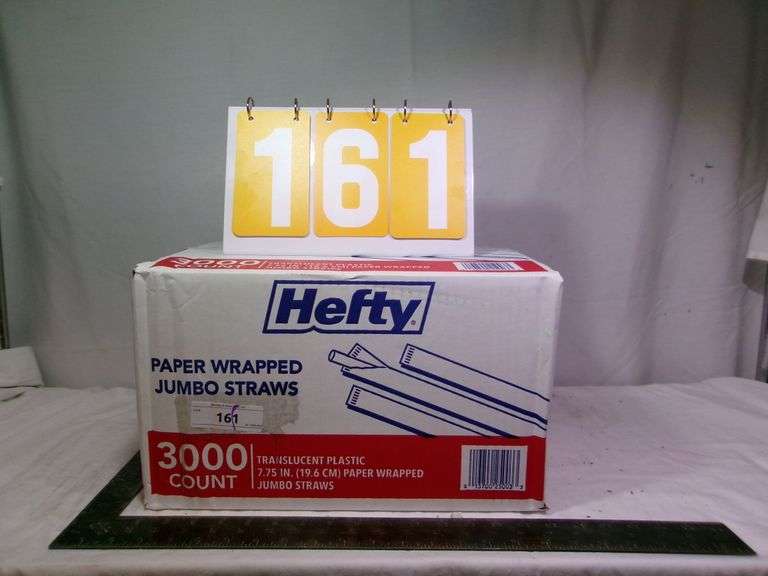 161
3000
COUNT
Hefty
PAPER WRAPPED
JUMBO STRAWS
161
3000
COUNT
TRANSLUCENT PLASTIC
7.75 IN. (19.6 CM) PAPER WRAPPED
JUMBO STRAWS